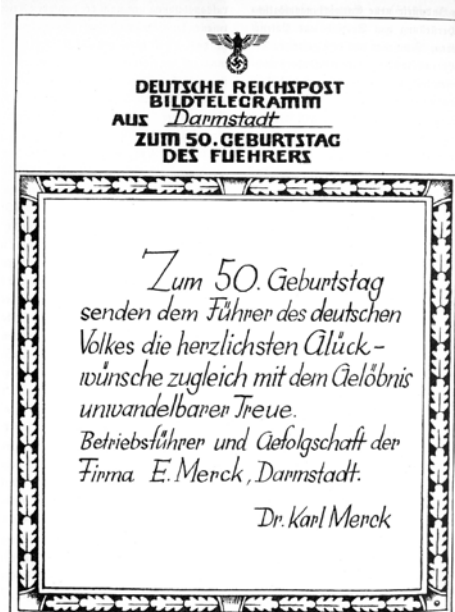 DEUTSCHE REICHSPOST
BILDTELEGRAMM
AUS Darmstadt
ZUM 50. GEBURTSTAG
DES FUEHRERS
Zum 50. Geburtstag
senden dem Führer des deutschen
Volkes die herzlichsten Glück-
wünsche zugleich mit dem Gelöbnis
unwandelbarer Treue.
Betriebsführer und Gefolgschaft der
Firma E. Merck, Darmstadt.
Dr. Karl Merck